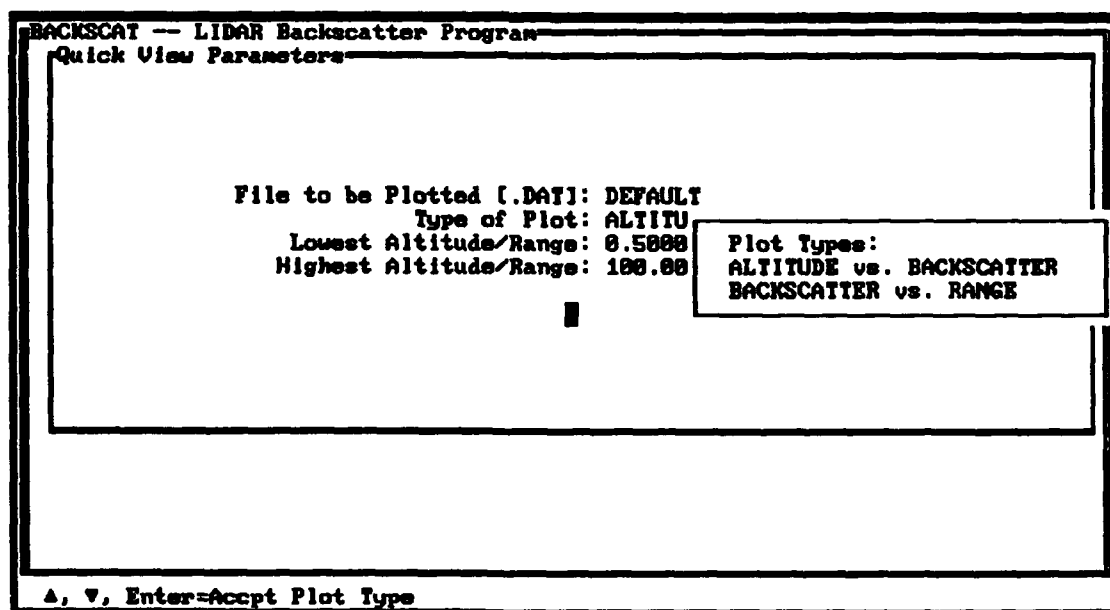 BACKSCAT -- LIDAR Backscatter Program
Quick View Parameters
File to be Plotted [.DAT]: DEFAULT
Type of Plot: ALTITU
Lowest Altitude/Range: 0.5000
Highest Altitude/Range: 100.00
Plot Types:
ALTITUDE vs. BACKSCATTER
BACKSCATTER vs. RANGE
▲, ▼, Enter=Accpt Plot Type